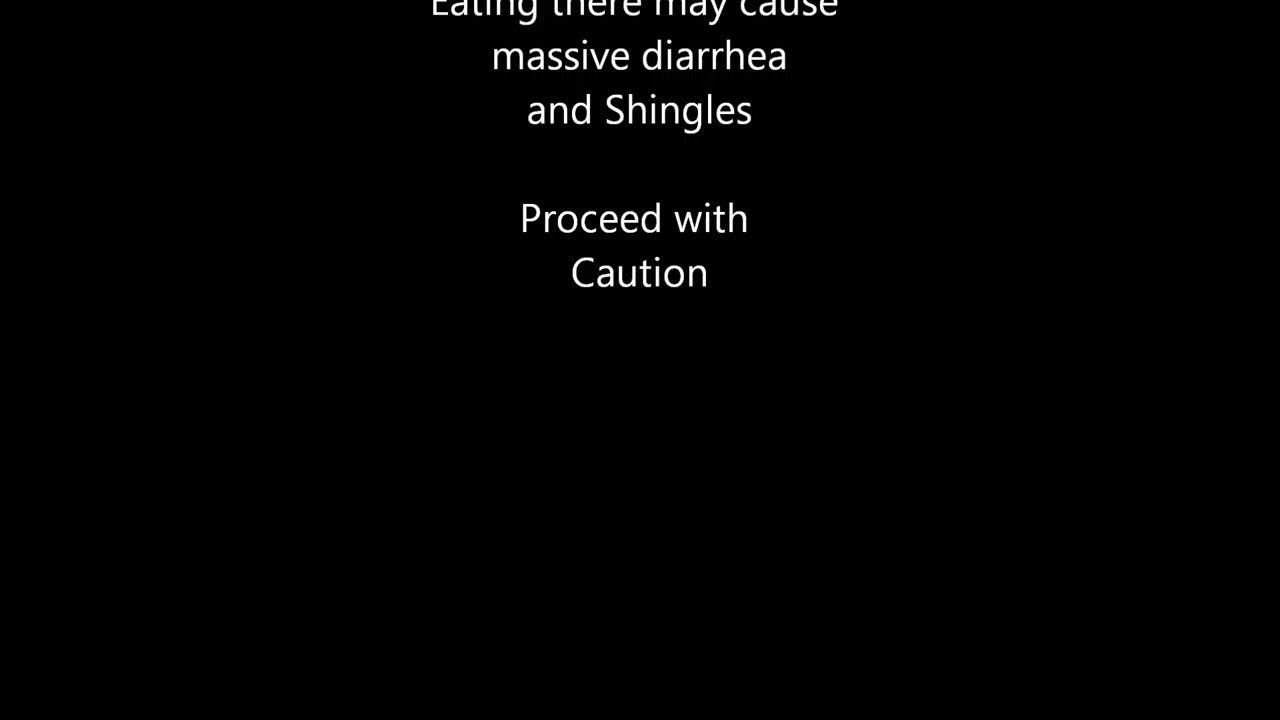 Eating there may cause
massive diarrhea
and Shingles
Proceed with
Caution